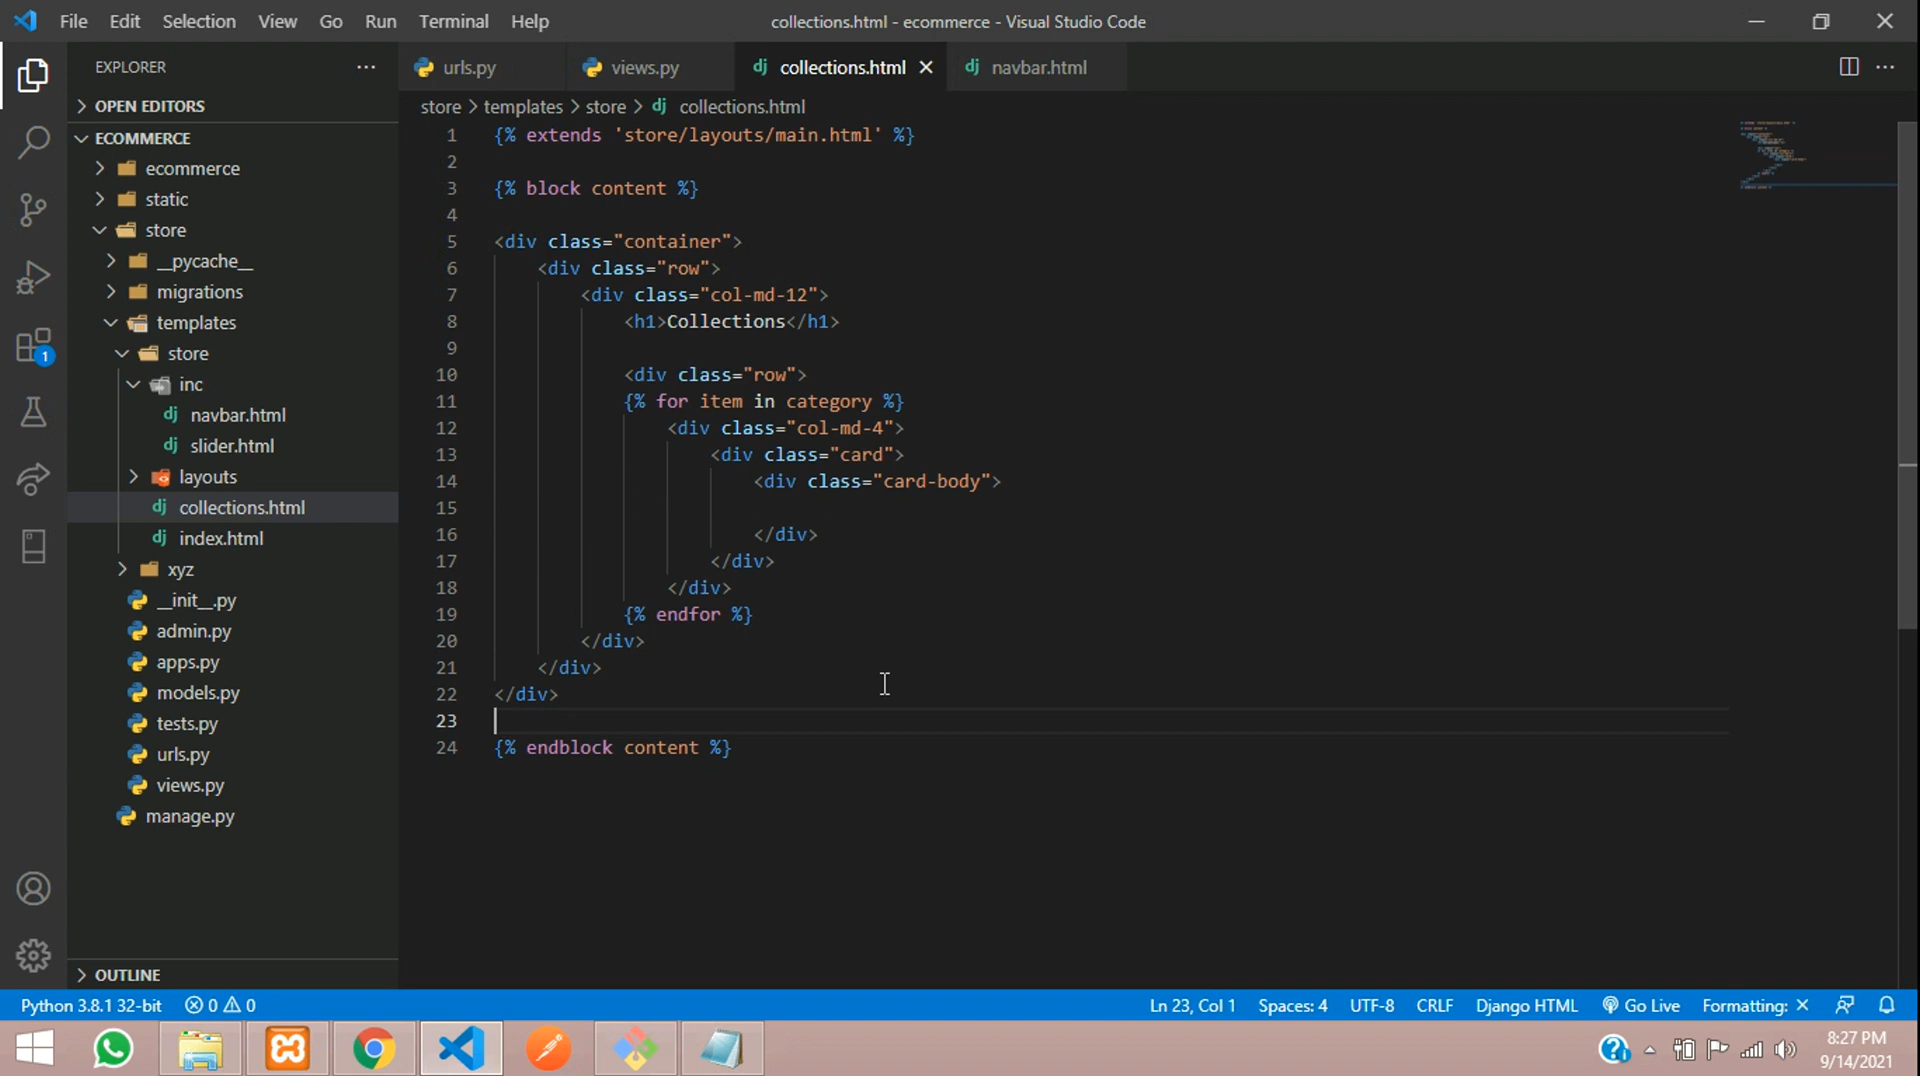 File Edit Selection View Go Run Terminal Help
collections.html - ecommerce - Visual Studio Code
EXPLORER
urls.py
views.py
collections.html
navbar.html
OPEN EDITORS
store > templates > store > collections.html
ECOMMERCE
ecommerce
static
store
__pycache__
migrations
templates
store
inc
navbar.html
slider.html
layouts
collections.html
index.html
xyz
__init__.py
admin.py
apps.py
models.py
tests.py
urls.py
views.py
manage.py
OUTLINE
1 {% extends 'store/layouts/main.html' %}
2
3 {% block content %}
4
5 <div class="container">
6 <div class="row">
7 <div class="col-md-12">
8 <h1>Collections</h1>
9
10 <div class="row">
11 {% for item in category %}
12 <div class="col-md-4">
13 <div class="card">
14 <div class="card-body">
15
16 </div>
17 </div>
18 </div>
19 {% endfor %}
20 </div>
21 </div>
22 </div>
23
24 {% endblock content %}
1
Python 3.8.1 32-bit 0 0
Ln 23, Col 1 Spaces: 4 UTF-8 CRLF Django HTML Go Live Formatting: ×
8:27 PM
9/14/2021